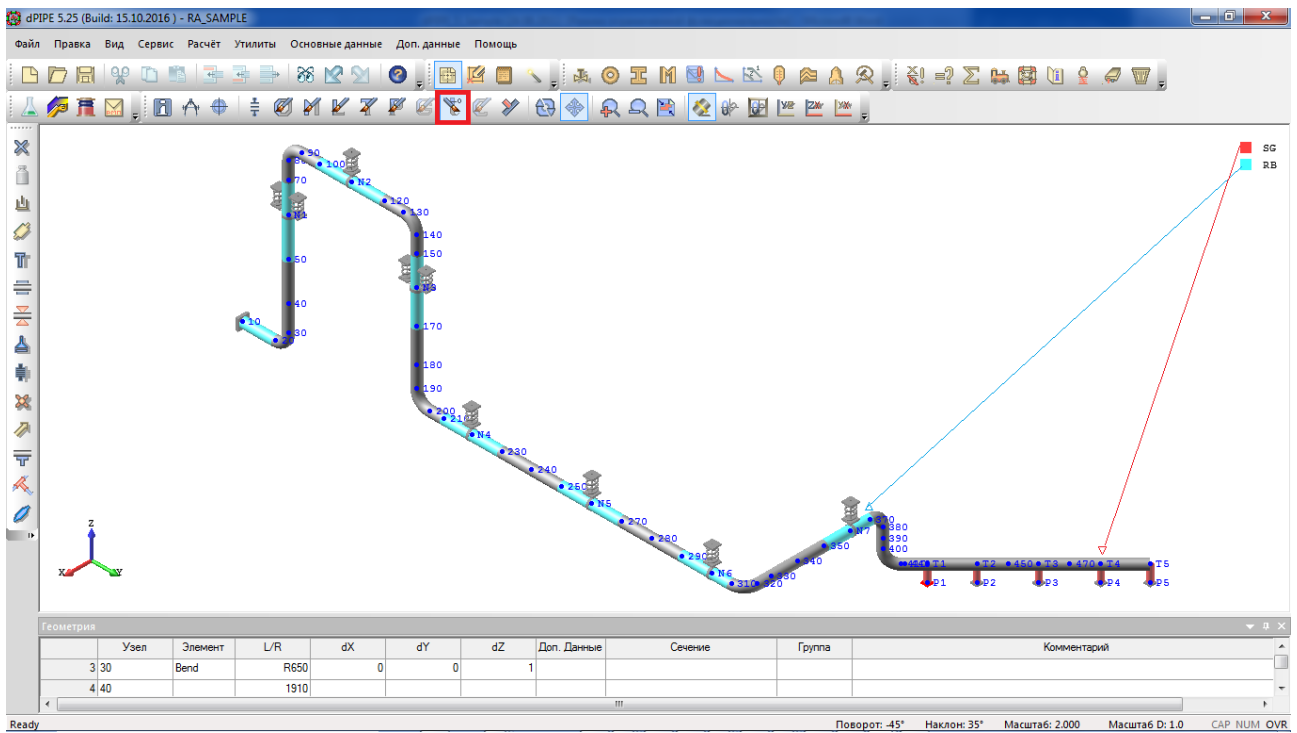 dPIPE 5.25 (Build: 15.10.2016 ) - RA_SAMPLE
Файл Правка Вид Сервис Расчёт Утилиты Основные данные Доп. данные Помощь
SG
RB
90
80
100
70
N2
N1
120
130
140
50
150
N3
40
10
30
20
170
180
190
200
210
N4
230
240
250
N5
270
370
380
280
N7
390
290
350
400
340
N6
330
310
320
T1 T2 450 T3 470 T4 T5
P1 P2 P3 P4 P5
Z
X Y
Геометрия
Узел Элемент L/R dX dY dZ Доп. Данные Сечение Группа Комментарий
3 30 Bend R650 0 0 1
4 40 1910
Ready Поворот: -45° Наклон: 35° Масштаб: 2.000 Масштаб D: 1.0 CAP NUM OVR